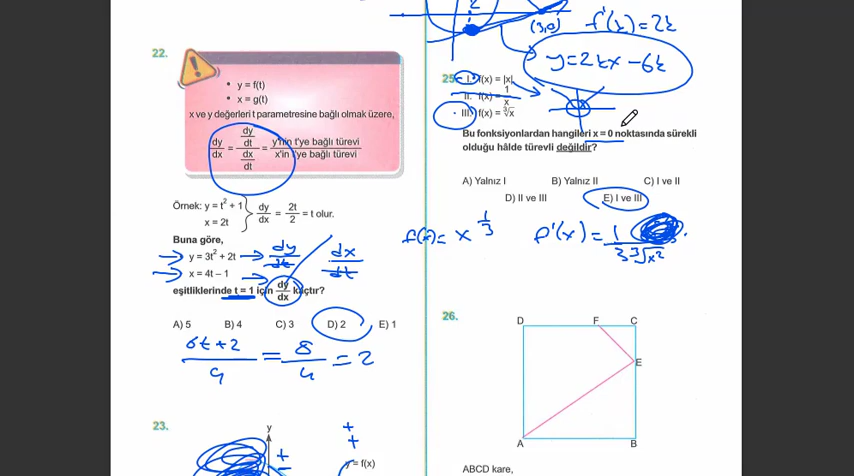 22.
• y = f(t)
• x = g(t)
x ve y değerleri t parametresine bağlı olmak üzere,
dy/dx = (dy/dt)/(dx/dt) = y'nin t'ye bağlı türevi / x'in t'ye bağlı türevi
Örnek: y = t² + 1
x = 2t
dy/dx = 2t/2 = t olur.
Buna göre,
y = 3t² + 2t
dy/dt
dx/dt
x = 4t – 1
eşitliklerinde t = 1 için dy/dx kaçtır?
A) 5 B) 4 C) 3 D) 2 E) 1
6t+2/4 = 8/4 = 2
23.
y
y = f(x)
+
+
+
2
(3,0)
f'(t) = 2t
y = 2tx – 6t
25.
I. f(x) = |x|
II. f(x) = 1/x
III. f(x) = ³√x
Bu fonksiyonlardan hangileri x = 0 noktasında sürekli
olduğu hâlde türevli değildir?
A) Yalnız I B) Yalnız II C) I ve II
D) II ve III E) I ve III
f(x) = x^1/3
f'(x) = 1/3³√x²
26.
D F C
E
A B
ABCD kare,